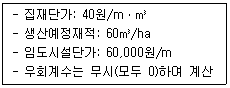 - 집재단가: 40원/m · m³
- 생산예정재적: 60m³/ha
- 임도시설단가: 60,000원/m
- 우회계수는 무시(모두 0)하며 계산